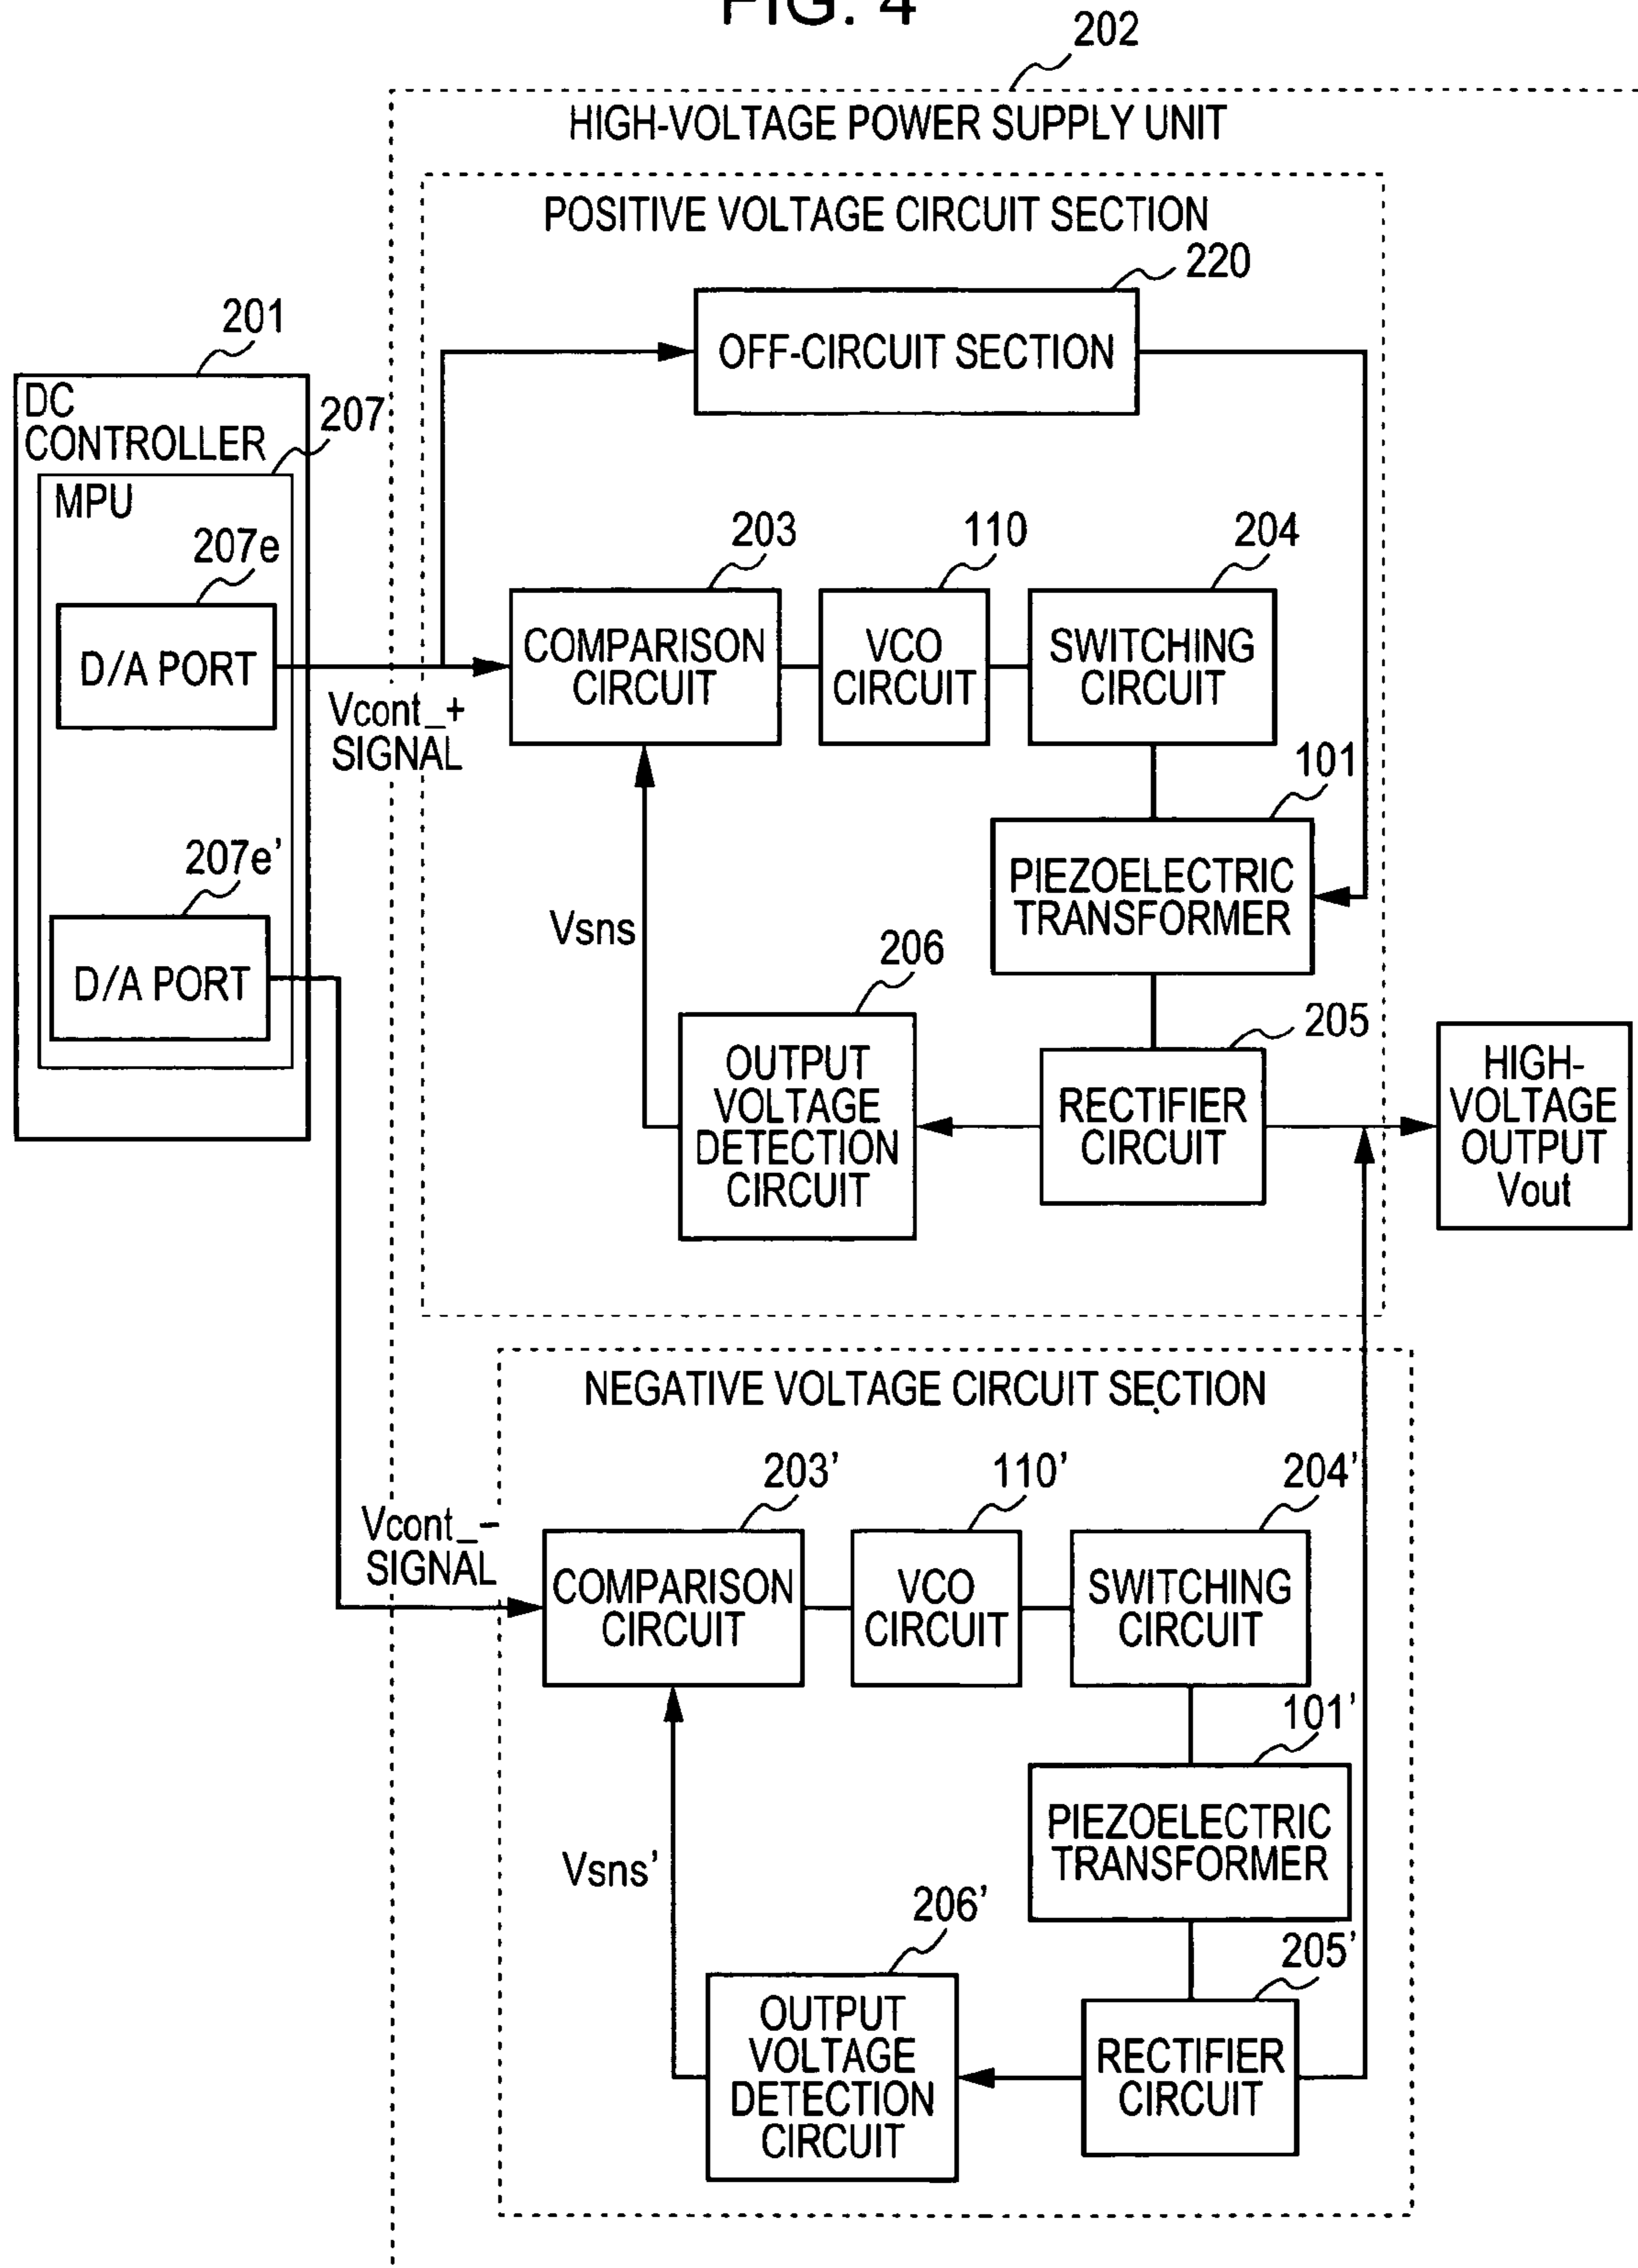 FIG. 4
202
HIGH-VOLTAGE POWER SUPPLY UNIT
POSITIVE VOLTAGE CIRCUIT SECTION
220
OFF-CIRCUIT SECTION
201
DC
CONTROLLER
207
MPU
207e
D/A PORT
Vcont_+
SIGNAL
207e'
D/A PORT
203
COMPARISON
CIRCUIT
110
VCO
CIRCUIT
204
SWITCHING
CIRCUIT
101
PIEZOELECTRIC
TRANSFORMER
Vsns
206
OUTPUT
VOLTAGE
DETECTION
CIRCUIT
205
RECTIFIER
CIRCUIT
HIGH-
VOLTAGE
OUTPUT
Vout
NEGATIVE VOLTAGE CIRCUIT SECTION
Vcont_-
SIGNAL
203'
COMPARISON
CIRCUIT
110'
VCO
CIRCUIT
204'
SWITCHING
CIRCUIT
101'
PIEZOELECTRIC
TRANSFORMER
Vsns'
206'
OUTPUT
VOLTAGE
DETECTION
CIRCUIT
205'
RECTIFIER
CIRCUIT